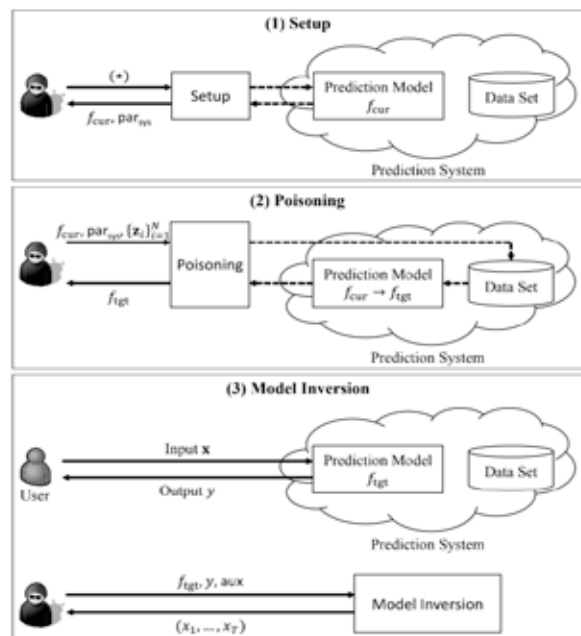 (1) Setup
(*)
Setup
f_cur, par_sys
Prediction Model
f_cur
Data Set
Prediction System
(2) Poisoning
f_cur, par_sys, {z_i}_{i=1}^N
Poisoning
f_tgt
Prediction Model
f_cur → f_tgt
Data Set
Prediction System
(3) Model Inversion
Input x
Output y
User
Prediction Model
f_tgt
Data Set
Prediction System
f_tgt, y, aux
(x_1, ..., x_T)
Model Inversion